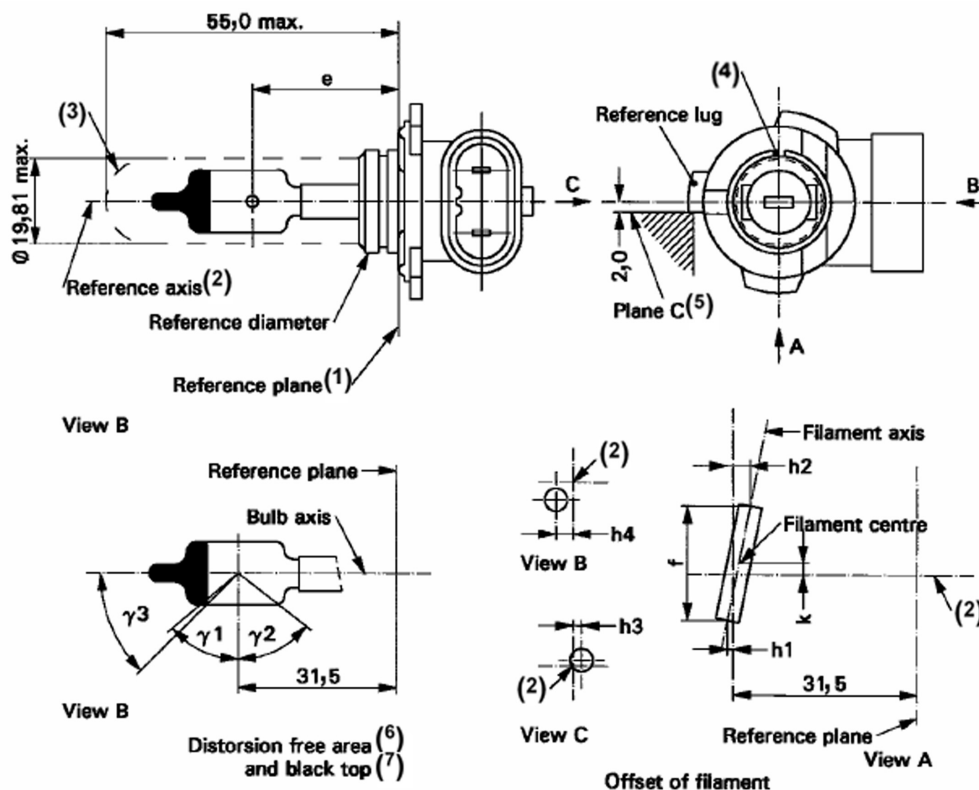 55,0 max.
e
(3)
(4)
Reference lug
C
B
Ø 19,81 max.
2,0
Reference axis(2)
Plane C(5)
Reference diameter
A
Reference plane(1)
View B
Filament axis
(2)
h2
Reference plane
Bulb axis
Filament centre
h4
View B
f
k
(2)
γ3
γ1
γ2
h3
h1
(2)
31,5
31,5
View B
View C
Reference plane
View A
Distorsion free area(6)
and black top(7)
Offset of filament